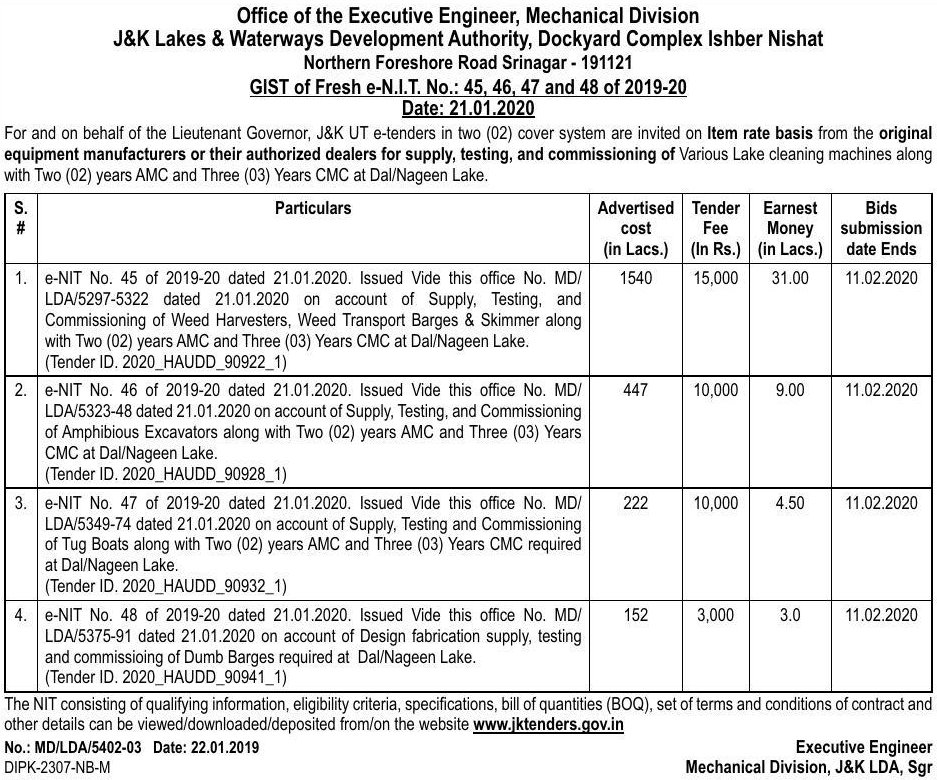 Office of the Executive Engineer, Mechanical Division
J&K Lakes & Waterways Development Authority, Dockyard Complex Ishber Nishat
Northern Foreshore Road Srinagar - 191121
GIST of Fresh e-N.I.T. No.: 45, 46, 47 and 48 of 2019-20
Date: 21.01.2020
For and on behalf of the Lieutenant Governor, J&K UT e-tenders in two (02) cover system are invited on Item rate basis from the original
equipment manufacturers or their authorized dealers for supply, testing, and commissioning of Various Lake cleaning machines along
with Two (02) years AMC and Three (03) Years CMC at Dal/Nageen Lake.
S. Particulars Advertised Tender Earnest Bids
# cost Fee Money submission
(in Lacs.) (In Rs.) (in Lacs.) date Ends
1. e-NIT No. 45 of 2019-20 dated 21.01.2020. Issued Vide this office No. MD/ 1540 15,000 31.00 11.02.2020
LDA/5297-5322 dated 21.01.2020 on account of Supply, Testing, and
Commissioning of Weed Harvesters, Weed Transport Barges & Skimmer along
with Two (02) years AMC and Three (03) Years CMC at Dal/Nageen Lake.
(Tender ID. 2020_HAUDD_90922_1)
2. e-NIT No. 46 of 2019-20 dated 21.01.2020. Issued Vide this office No. MD/ 447 10,000 9.00 11.02.2020
LDA/5323-48 dated 21.01.2020 on account of Supply, Testing, and Commissioning
of Amphibious Excavators along with Two (02) years AMC and Three (03) Years
CMC at Dal/Nageen Lake.
(Tender ID. 2020_HAUDD_90928_1)
3. e-NIT No. 47 of 2019-20 dated 21.01.2020. Issued Vide this office No. MD/ 222 10,000 4.50 11.02.2020
LDA/5349-74 dated 21.01.2020 on account of Supply, Testing and Commissioning
of Tug Boats along with Two (02) years AMC and Three (03) Years CMC required
at Dal/Nageen Lake.
(Tender ID. 2020_HAUDD_90932_1)
4. e-NIT No. 48 of 2019-20 dated 21.01.2020. Issued Vide this office No. MD/ 152 3,000 3.0 11.02.2020
LDA/5375-91 dated 21.01.2020 on account of Design fabrication supply, testing
and commissioing of Dumb Barges required at Dal/Nageen Lake.
(Tender ID. 2020_HAUDD_90941_1)
The NIT consisting of qualifying information, eligibility criteria, specifications, bill of quantities (BOQ), set of terms and conditions of contract and
other details can be viewed/downloaded/deposited from/on the website www.jktenders.gov.in
No.: MD/LDA/5402-03 Date: 22.01.2019 Executive Engineer
DIPK-2307-NB-M Mechanical Division, J&K LDA, Sgr